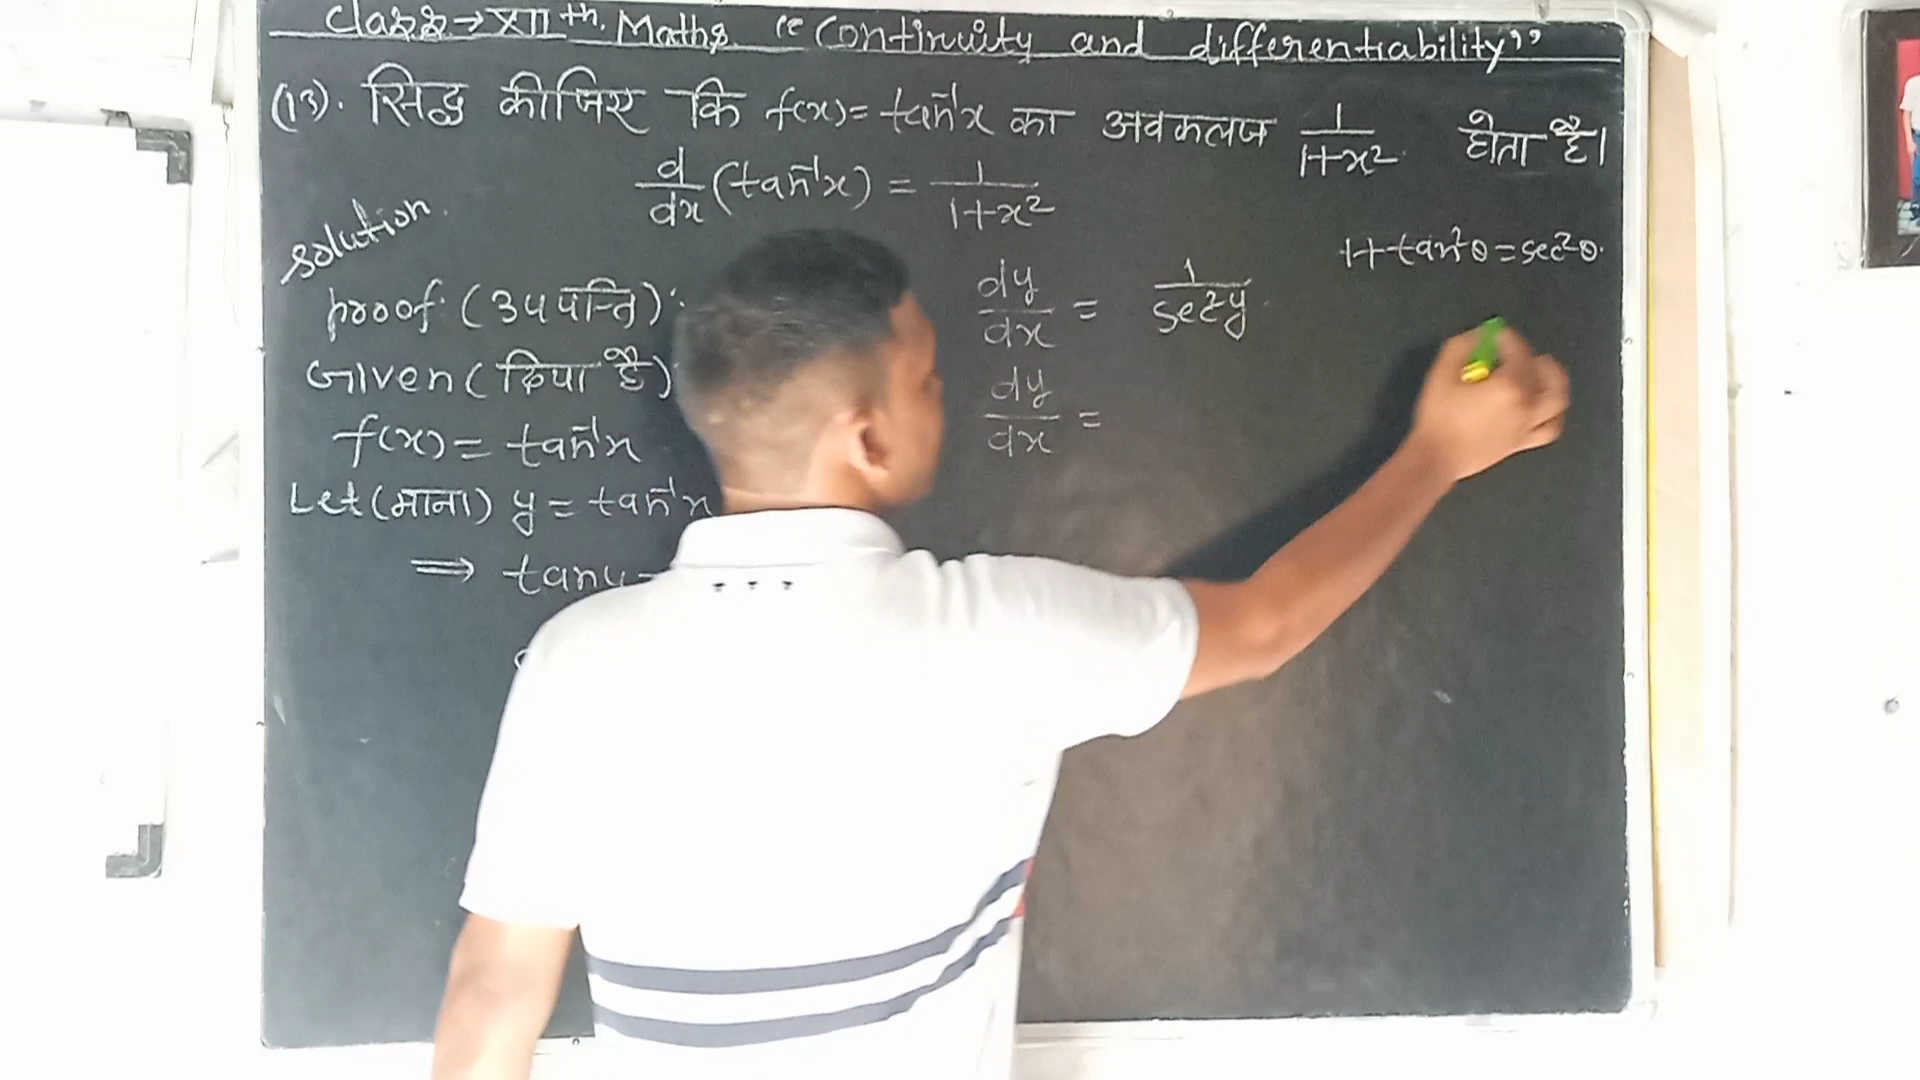 Class→XIIth. Maths. "Continuity and differentiability"
(13). सिद्ध कीजिए कि f(x)= tan⁻¹x का अवकलज 1/1+x² होता है।
d/dx (tan⁻¹x) = 1/1+x²
solution.
1+tan²θ=sec²θ.
proof. (उपपत्ति):
Given (दिया है)
f(x) = tan⁻¹x
Let (माना) y = tan⁻¹x
⇒ tany
dy/dx = 1/sec²y
dy/dx =